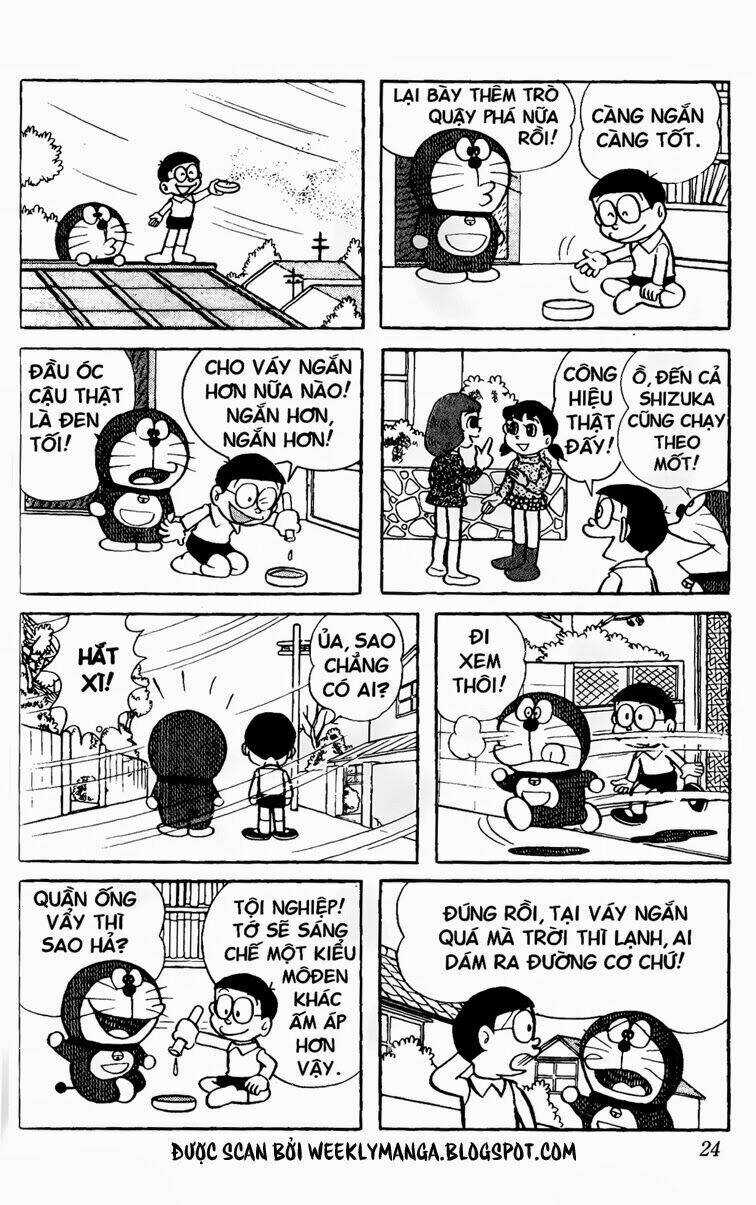 CÀNG NGẮN
CÀNG TỐT.
LẠI BÀY THÊM TRÒ
QUẬY PHÁ NỮA
RỒI!
Ồ, ĐẾN CẢ
SHIZUKA
CŨNG CHẠY
THEO
MỐT!
CÔNG
HIỆU
THẬT
ĐẤY!
CHO VÁY NGẮN
HƠN NỮA NÀO!
NGẮN HƠN,
NGẮN HƠN!
ĐẦU ÓC
CẬU THẬT
LÀ ĐEN
TỐI!
ĐI
XEM
THÔI!
ỦA, SAO
CHẲNG
CÓ AI?
HẮT
XÌ!
ĐÚNG RỒI, TẠI VÁY NGẮN
QUÁ MÀ TRỜI THÌ LẠNH, AI
DÁM RA ĐƯỜNG CƠ CHỨ!
TỘI NGHIỆP!
TỚ SẼ SÁNG
CHẾ MỘT KIỂU
MÔĐEN
KHÁC
ẤM ÁP
HƠN
VẬY.
QUẦN ỐNG
VẨY THÌ
SAO HẢ?
ĐƯỢC SCAN BỞI WEEKLYMANGA.BLOGSPOT.COM
24